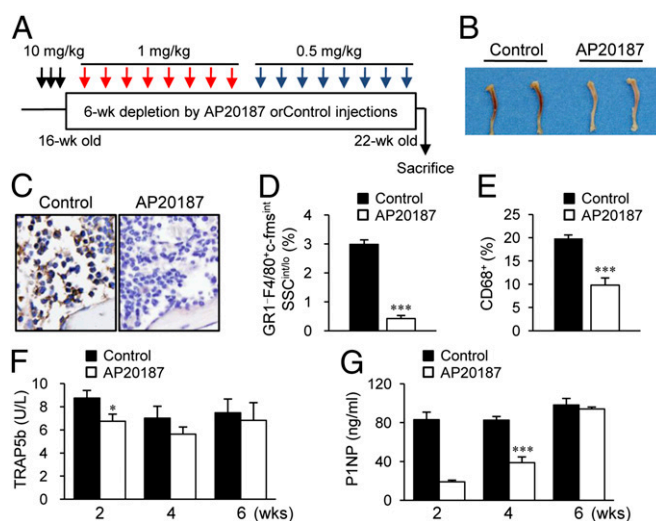 A
10 mg/kg
1 mg/kg
0.5 mg/kg
6-wk depletion by AP20187 orControl injections
16-wk old
22-wk old
Sacrifice
B
Control
AP20187
C
Control
AP20187
D
Control
AP20187
GR1⁻F4/80⁺c-fmsⁱⁿᵗ
SSCⁱⁿᵗ/ˡᵒ (%)
4
3
2
1
0
***
E
Control
AP20187
CD68⁺ (%)
25
20
15
10
5
0
***
F
Control
AP20187
TRAP5b (U/L)
10
8
6
4
2
0
*
2
4
6 (wks)
G
Control
AP20187
P1NP (ng/ml)
120
80
40
0
***
2
4
6 (wks)